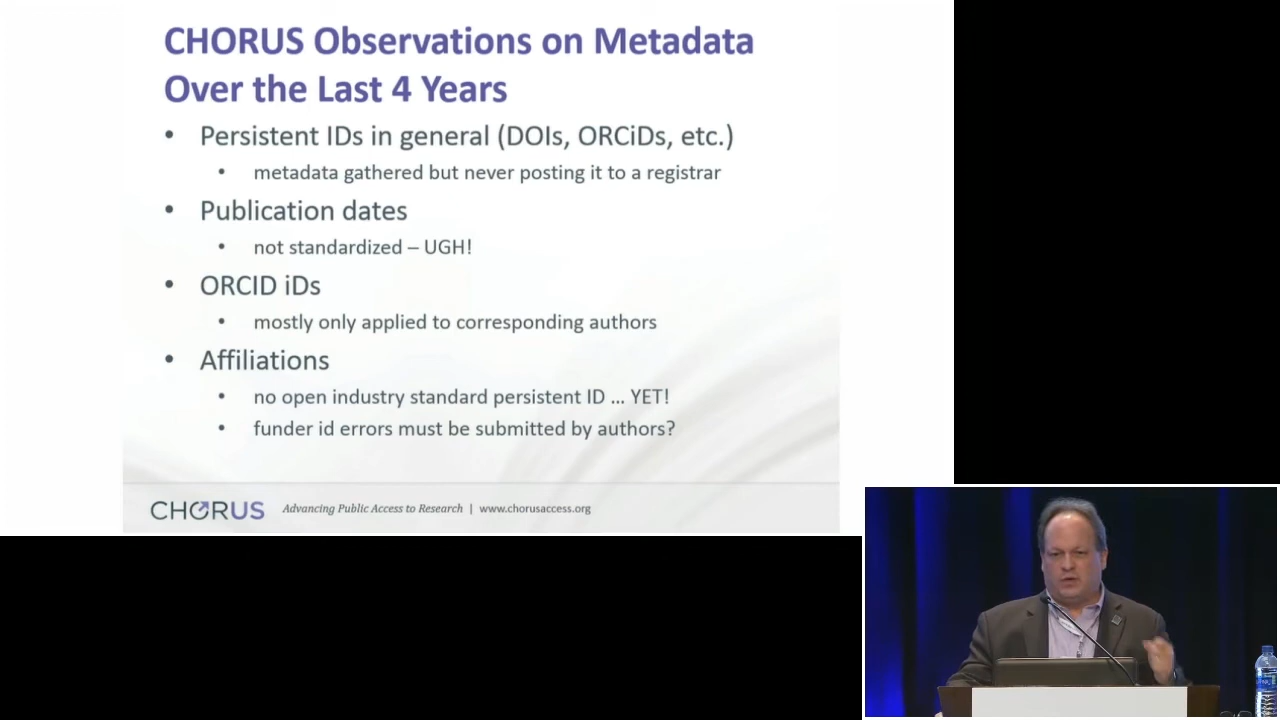 CHORUS Observations on Metadata
Over the Last 4 Years
• Persistent IDs in general (DOIs, ORCiDs, etc.)
• metadata gathered but never posting it to a registrar
• Publication dates
• not standardized – UGH!
• ORCID iDs
• mostly only applied to corresponding authors
• Affiliations
• no open industry standard persistent ID ... YET!
• funder id errors must be submitted by authors?
CHORUS Advancing Public Access to Research | www.chorusaccess.org